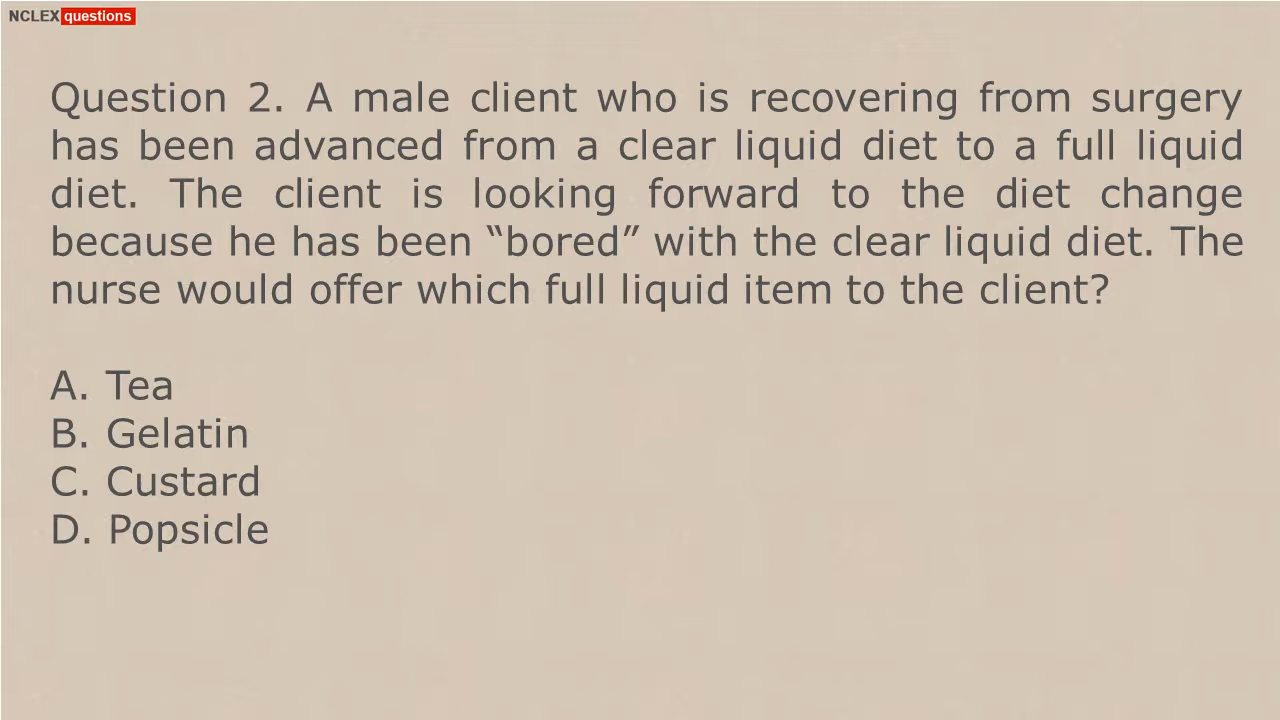 NCLEX questions
Question 2. A male client who is recovering from surgery
has been advanced from a clear liquid diet to a full liquid
diet. The client is looking forward to the diet change
because he has been “bored” with the clear liquid diet. The
nurse would offer which full liquid item to the client?
A. Tea
B. Gelatin
C. Custard
D. Popsicle